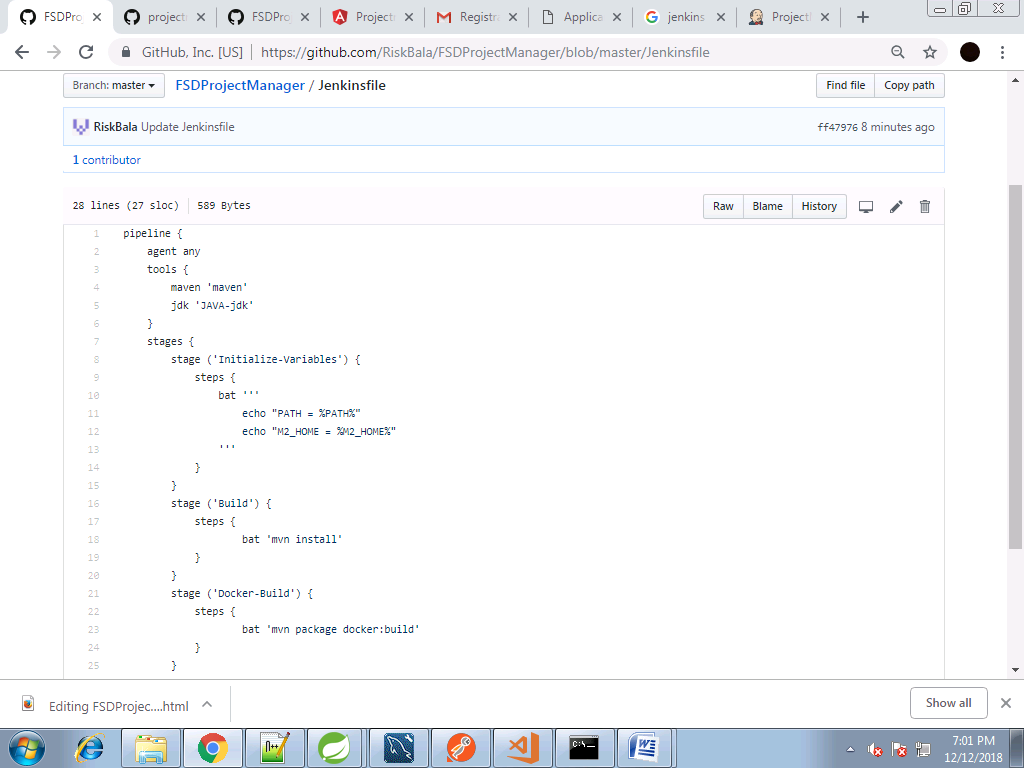 FSDPro
project
FSDPro
Project
Registra
Applica
jenkins
Project
GitHub, Inc. [US] https://github.com/RiskBala/FSDProjectManager/blob/master/Jenkinsfile
Branch: master FSDProjectManager / Jenkinsfile Find file Copy path
RiskBala Update Jenkinsfile ff47976 8 minutes ago
1 contributor
28 lines (27 sloc) 589 Bytes Raw Blame History
1 pipeline {
2 agent any
3 tools {
4 maven 'maven'
5 jdk 'JAVA-jdk'
6 }
7 stages {
8 stage ('Initialize-Variables') {
9 steps {
10 bat '''
11 echo "PATH = %PATH%"
12 echo "M2_HOME = %M2_HOME%"
13 '''
14 }
15 }
16 stage ('Build') {
17 steps {
18 bat 'mvn install'
19 }
20 }
21 stage ('Docker-Build') {
22 steps {
23 bat 'mvn package docker:build'
24 }
25 }
Editing FSDProjec....html Show all
7:01 PM
12/12/2018